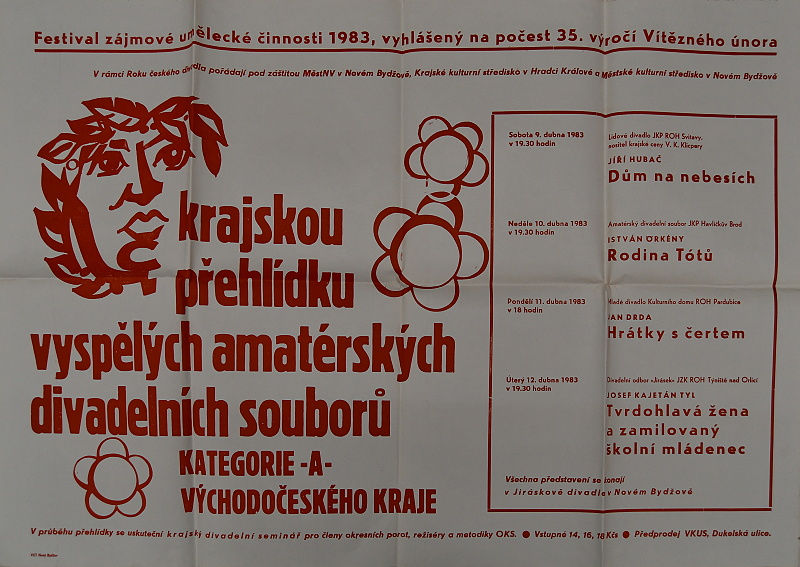 Festival zájmové umělecké činnosti 1983, vyhlášený na počest 35. výročí Vítězného února
V rámci Roku českého divadla pořádají pod záštitou MěstNV v Novém Bydžově, Krajské kulturní středisko v Hradci Králové a Městské kulturní středisko v Novém Bydžově
krajskou
přehlídku
vyspělých amatérských
divadelních souborů
KATEGORIE -A-
VÝCHODOČESKÉHO KRAJE
Sobota 9. dubna 1983
v 19.30 hodin
Lidové divadlo JKP ROH Svitavy,
nositel krajské ceny V. K. Klicpery
JIŘÍ HUBAČ
Dům na nebesích
Neděle 10. dubna 1983
v 19.30 hodin
Amatérský divadelní soubor JKP Havlíčkův Brod
ISTVÁN ÖRKÉNY
Rodina Tótů
Pondělí 11. dubna 1983
v 18 hodin
Mladé divadlo Kulturního domu ROH Pardubice
JAN DRDA
Hrátky s čertem
Úterý 12. dubna 1983
v 19.30 hodin
Divadelní odbor »Jirásek« JZK ROH Týniště nad Orlicí
JOSEF KAJETÁN TYL
Tvrdohlavá žena
a zamilovaný
školní mládenec
Všechna představení se konají
v Jiráskově divadle v Novém Bydžově
V průběhu přehlídky se uskuteční krajský divadelní seminář pro členy okresních porot, režiséry a metodiky OKS. ● Vstupné 14, 16, 18 Kčs ● Předprodej VKUS, Dukelská ulice.